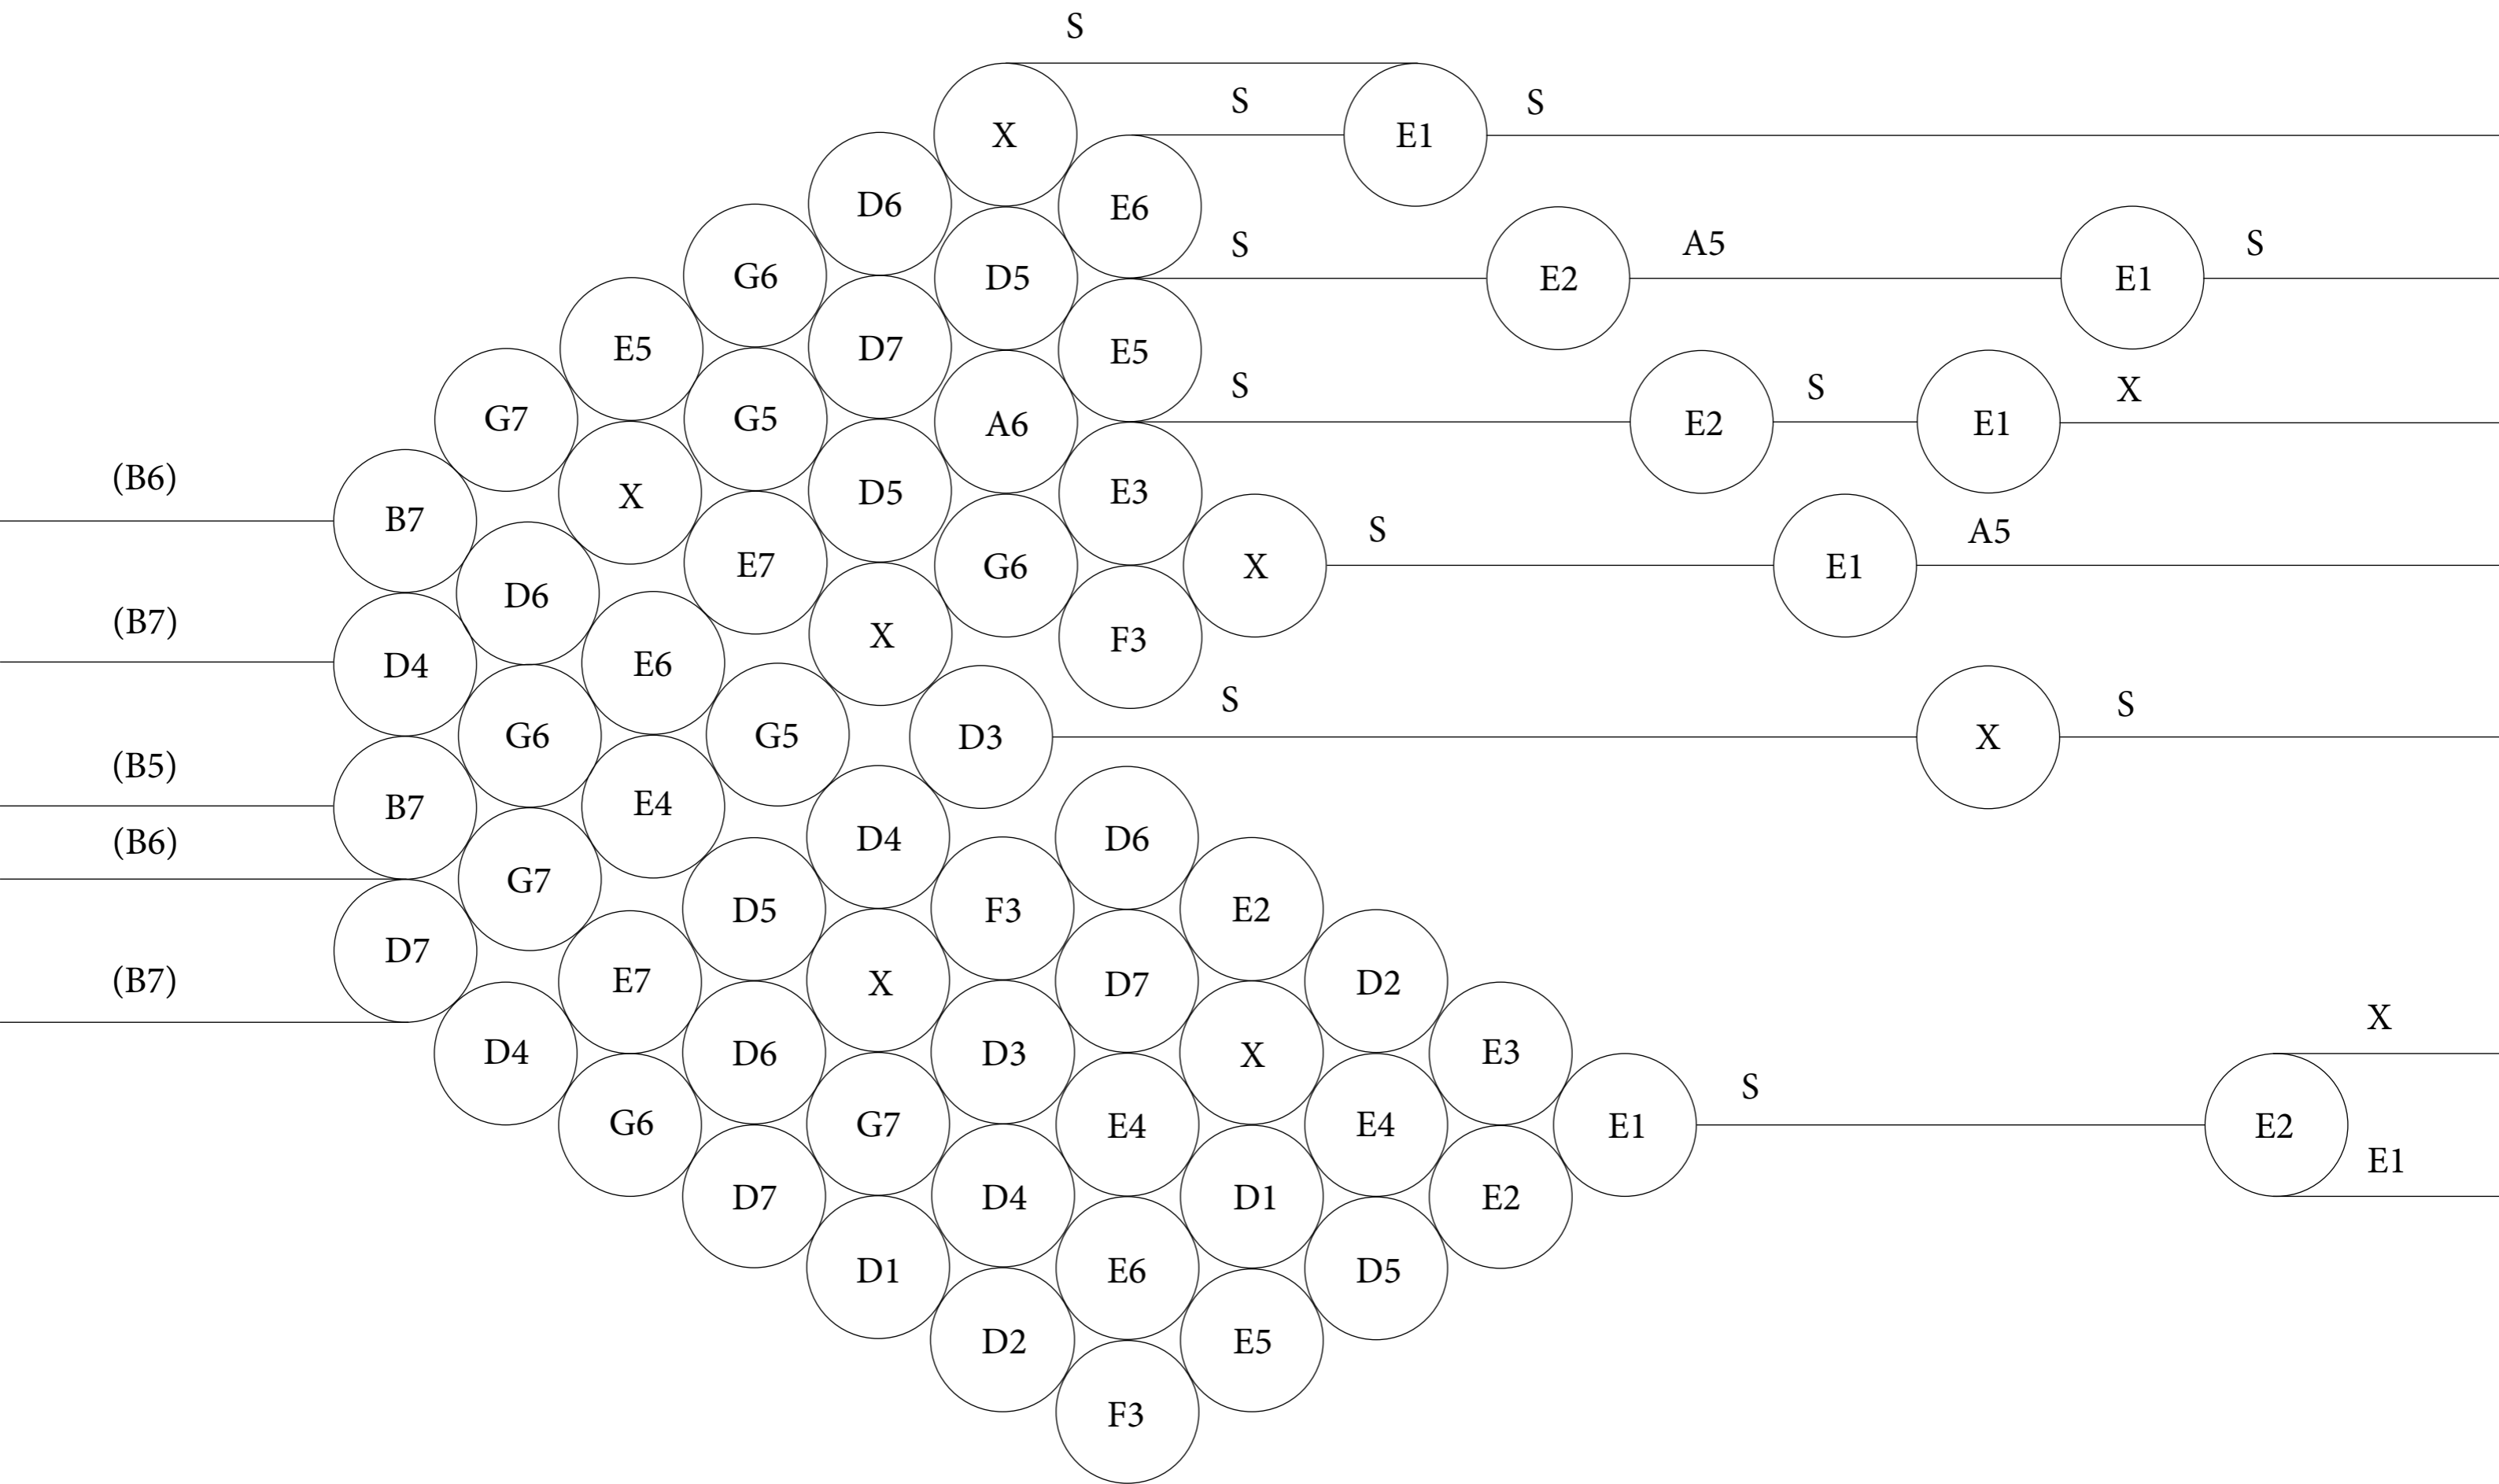 S
X S E1 S
D6 E6
G6 D5 S E2 A5 E1 S
E5 D7 E5
G7 G5 A6 S E2 S E1 X
(B6) B7 X D5 E3
D6 E7 G6 X S E1 A5
(B7) D4 E6 X F3
G6 G5 D3 S X S
(B5) B7 E4
(B6) G7 D5 D4 F3 D6 E2
(B7) D7 E7 X D7 D2 X
D4 D6 D3 X E3
G6 G7 E4 E4 E1 S E2
D7 D4 D1 E2 E1
D1 E6 D5
D2 E5
F3